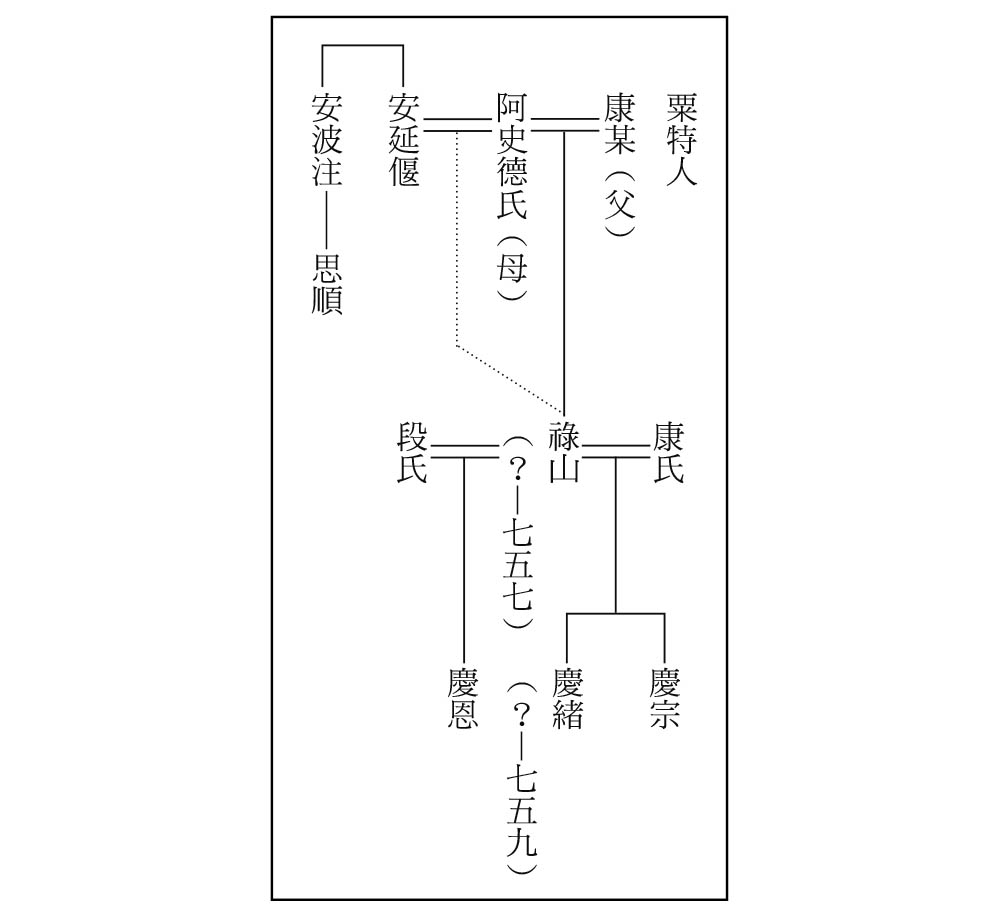 粟特人
康某（父）
阿史德氏（母）
安延偃
安波注—思順
康氏
祿山
（？—七五七）
段氏
慶宗
慶緒
（？—七五九）
慶恩